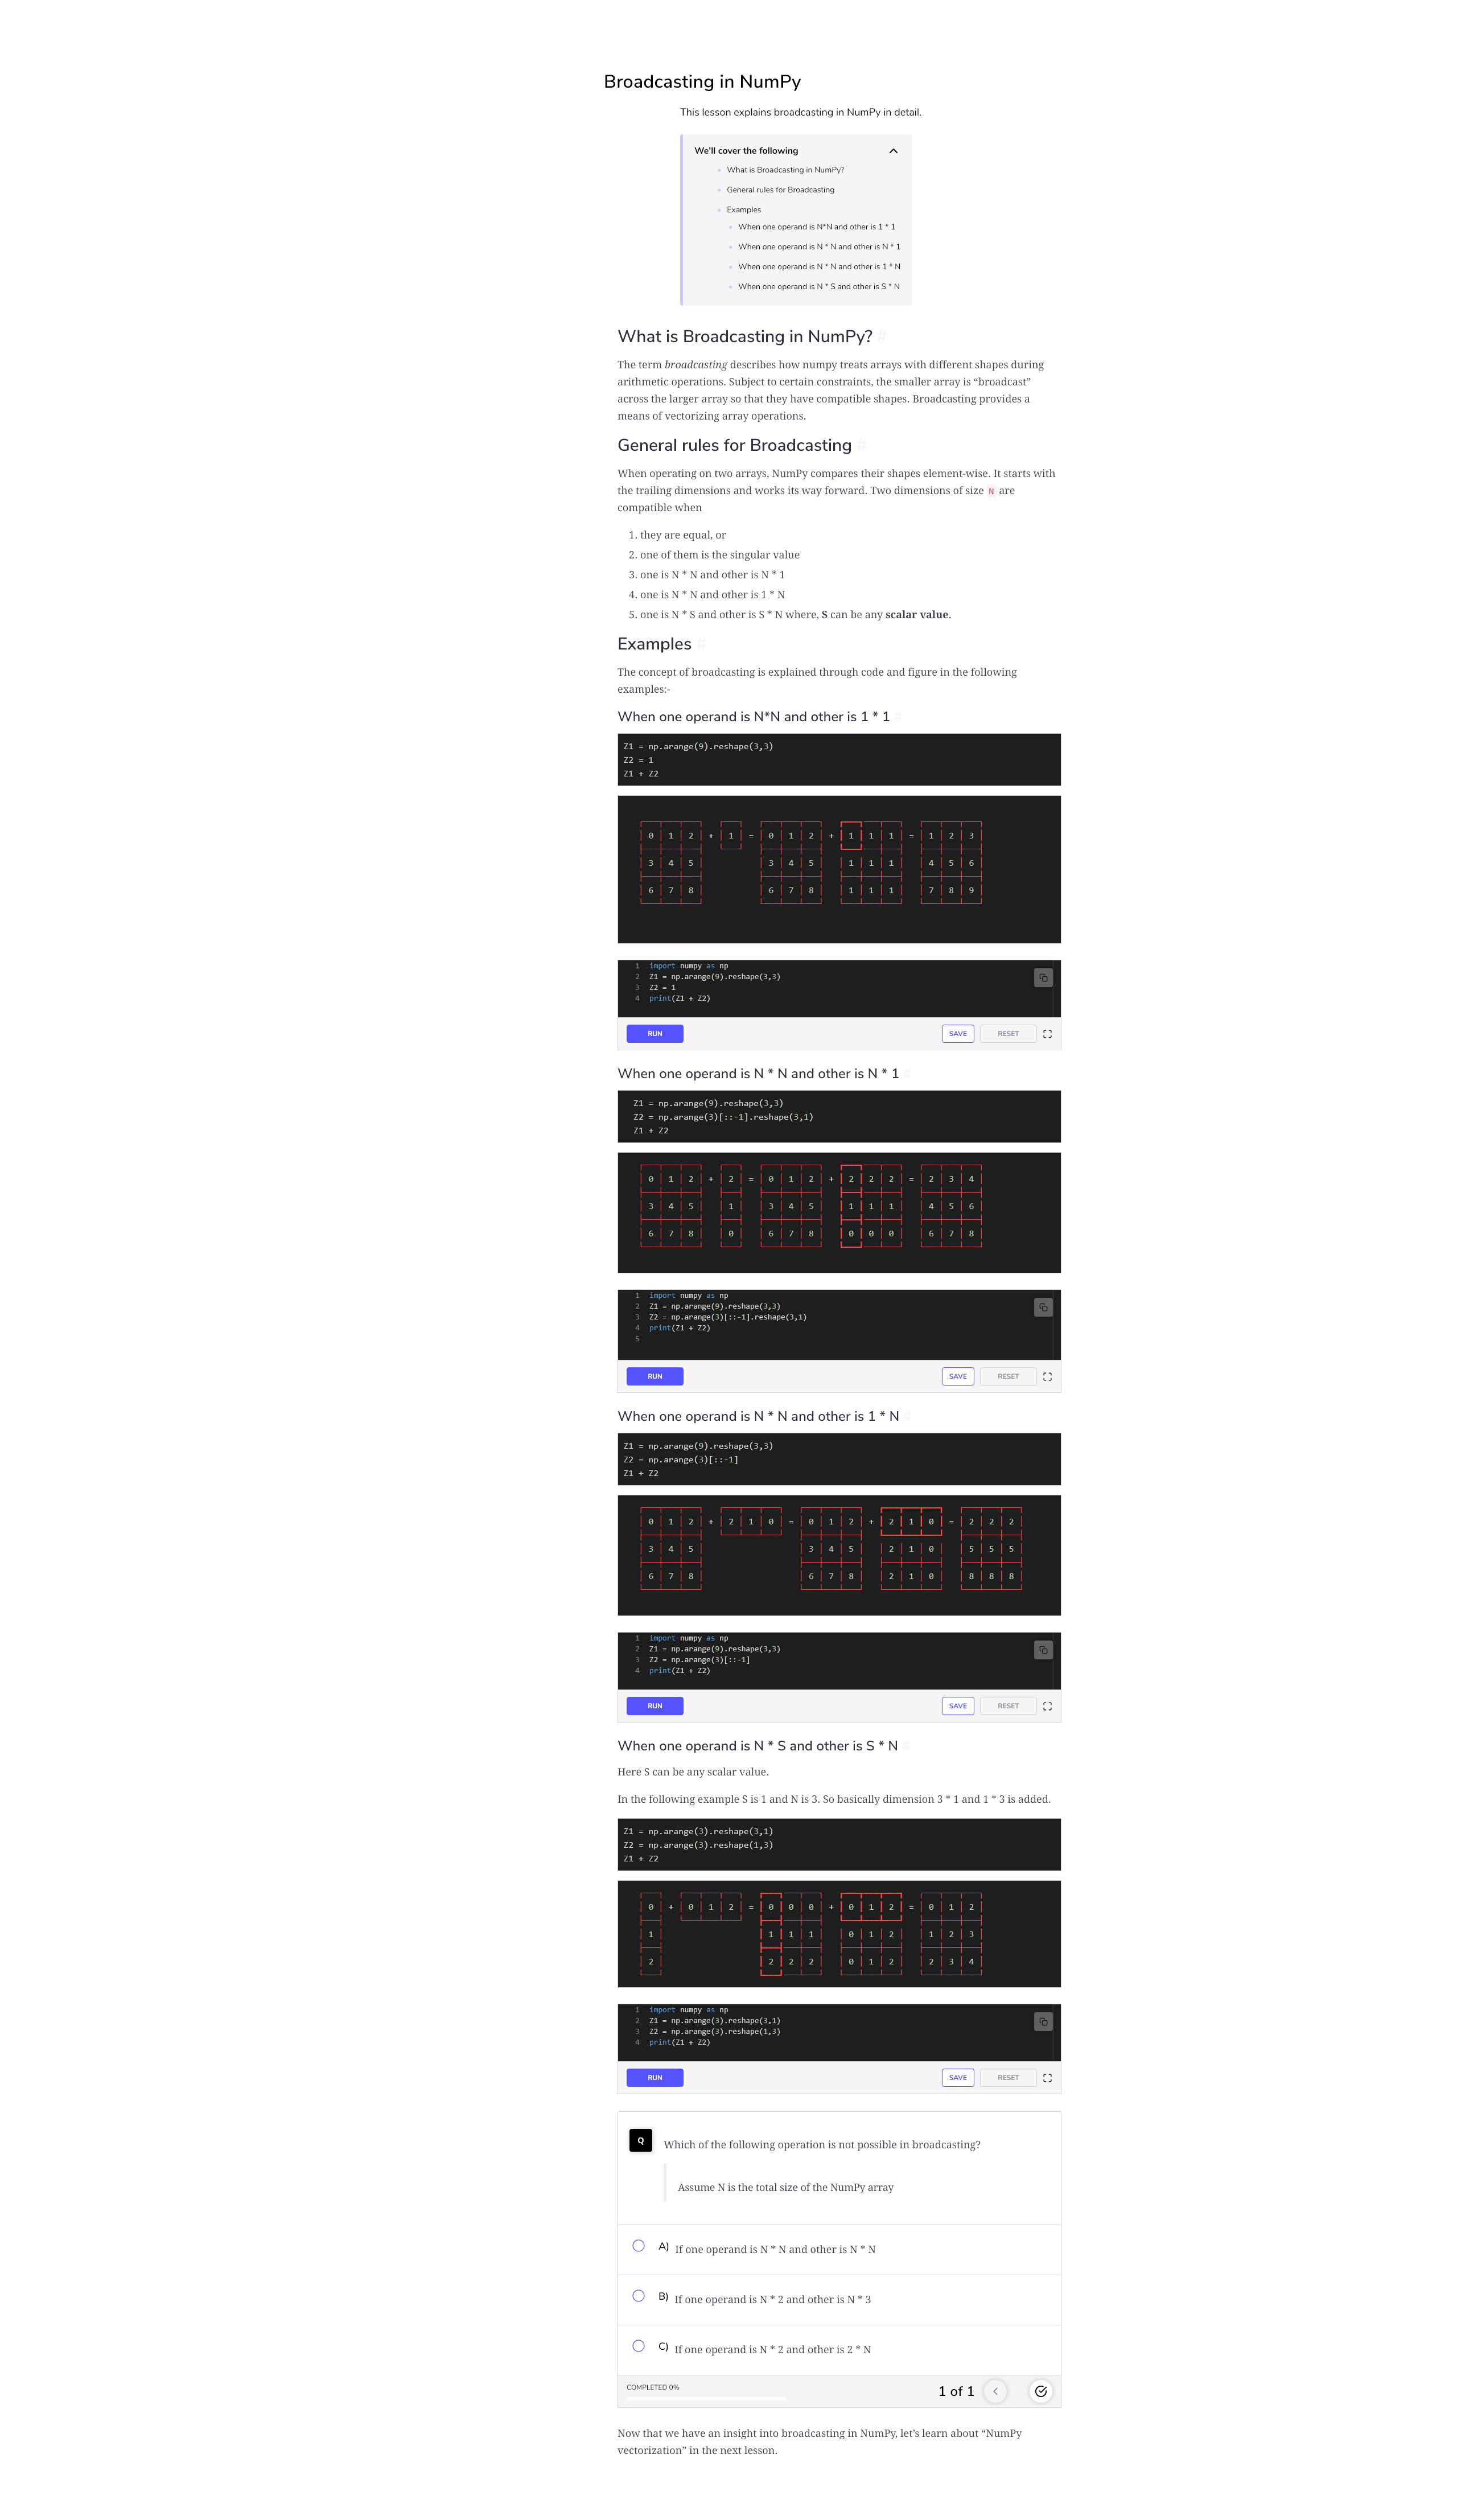 Broadcasting in NumPy
This lesson explains broadcasting in NumPy in detail.
We'll cover the following
What is Broadcasting in NumPy?
General rules for Broadcasting
Examples
When one operand is N*N and other is 1 * 1
When one operand is N * N and other is N * 1
When one operand is N * N and other is 1 * N
When one operand is N * S and other is S * N
What is Broadcasting in NumPy? #
The term broadcasting describes how numpy treats arrays with different shapes during
arithmetic operations. Subject to certain constraints, the smaller array is “broadcast”
across the larger array so that they have compatible shapes. Broadcasting provides a
means of vectorizing array operations.
General rules for Broadcasting #
When operating on two arrays, NumPy compares their shapes element-wise. It starts with
the trailing dimensions and works its way forward. Two dimensions of size N are
compatible when
1. they are equal, or
2. one of them is the singular value
3. one is N * N and other is N * 1
4. one is N * N and other is 1 * N
5. one is N * S and other is S * N where, S can be any scalar value.
Examples #
The concept of broadcasting is explained through code and figure in the following
examples:-
When one operand is N*N and other is 1 * 1 #
Z1 = np.arange(9).reshape(3,3)
Z2 = 1
Z1 + Z2
0 1 2 + 1 = 0 1 2 + 1 1 1 = 1 2 3
3 4 5 3 4 5 1 1 1 4 5 6
6 7 8 6 7 8 1 1 1 7 8 9
1 import numpy as np
2 Z1 = np.arange(9).reshape(3,3)
3 Z2 = 1
4 print(Z1 + Z2)
RUN SAVE RESET
When one operand is N * N and other is N * 1 #
Z1 = np.arange(9).reshape(3,3)
Z2 = np.arange(3)[::-1].reshape(3,1)
Z1 + Z2
0 1 2 + 2 = 0 1 2 + 2 2 2 = 2 3 4
3 4 5 1 3 4 5 1 1 1 4 5 6
6 7 8 0 6 7 8 0 0 0 6 7 8
1 import numpy as np
2 Z1 = np.arange(9).reshape(3,3)
3 Z2 = np.arange(3)[::-1].reshape(3,1)
4 print(Z1 + Z2)
5
RUN SAVE RESET
When one operand is N * N and other is 1 * N #
Z1 = np.arange(9).reshape(3,3)
Z2 = np.arange(3)[::-1]
Z1 + Z2
0 1 2 + 2 1 0 = 0 1 2 + 2 1 0 = 2 2 2
3 4 5 3 4 5 2 1 0 5 5 5
6 7 8 6 7 8 2 1 0 8 8 8
1 import numpy as np
2 Z1 = np.arange(9).reshape(3,3)
3 Z2 = np.arange(3)[::-1]
4 print(Z1 + Z2)
RUN SAVE RESET
When one operand is N * S and other is S * N #
Here S can be any scalar value.
In the following example S is 1 and N is 3. So basically dimension 3 * 1 and 1 * 3 is added.
Z1 = np.arange(3).reshape(3,1)
Z2 = np.arange(3).reshape(1,3)
Z1 + Z2
0 + 0 1 2 = 0 0 0 + 0 1 2 = 0 1 2
1 1 1 1 0 1 2 1 2 3
2 2 2 2 0 1 2 2 3 4
1 import numpy as np
2 Z1 = np.arange(3).reshape(3,1)
3 Z2 = np.arange(3).reshape(1,3)
4 print(Z1 + Z2)
RUN SAVE RESET
Q Which of the following operation is not possible in broadcasting?
Assume N is the total size of the NumPy array
A) If one operand is N * N and other is N * N
B) If one operand is N * 2 and other is N * 3
C) If one operand is N * 2 and other is 2 * N
COMPLETED 0% 1 of 1
Now that we have an insight into broadcasting in NumPy, let’s learn about “NumPy
vectorization” in the next lesson.